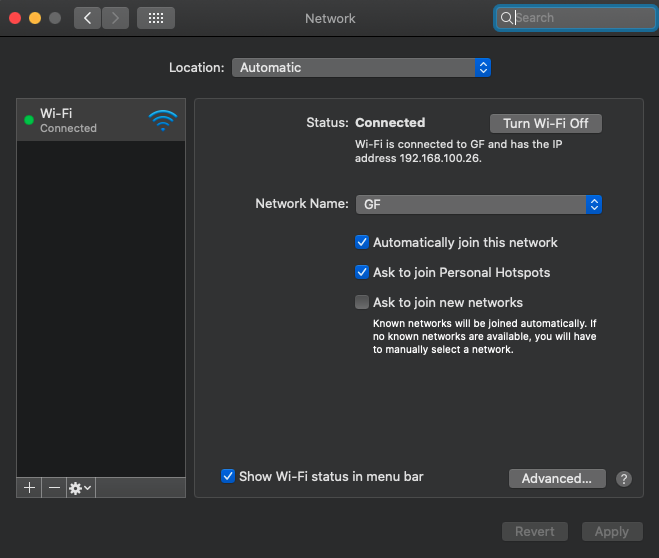 Network
Search
Location: Automatic
Wi-Fi
Connected
Status: Connected
Turn Wi-Fi Off
Wi-Fi is connected to GF and has the IP
address 192.168.100.26.
Network Name: GF
Automatically join this network
Ask to join Personal Hotspots
Ask to join new networks
Known networks will be joined automatically. If
no known networks are available, you will have
to manually select a network.
Show Wi-Fi status in menu bar
Advanced...
?
Revert
Apply